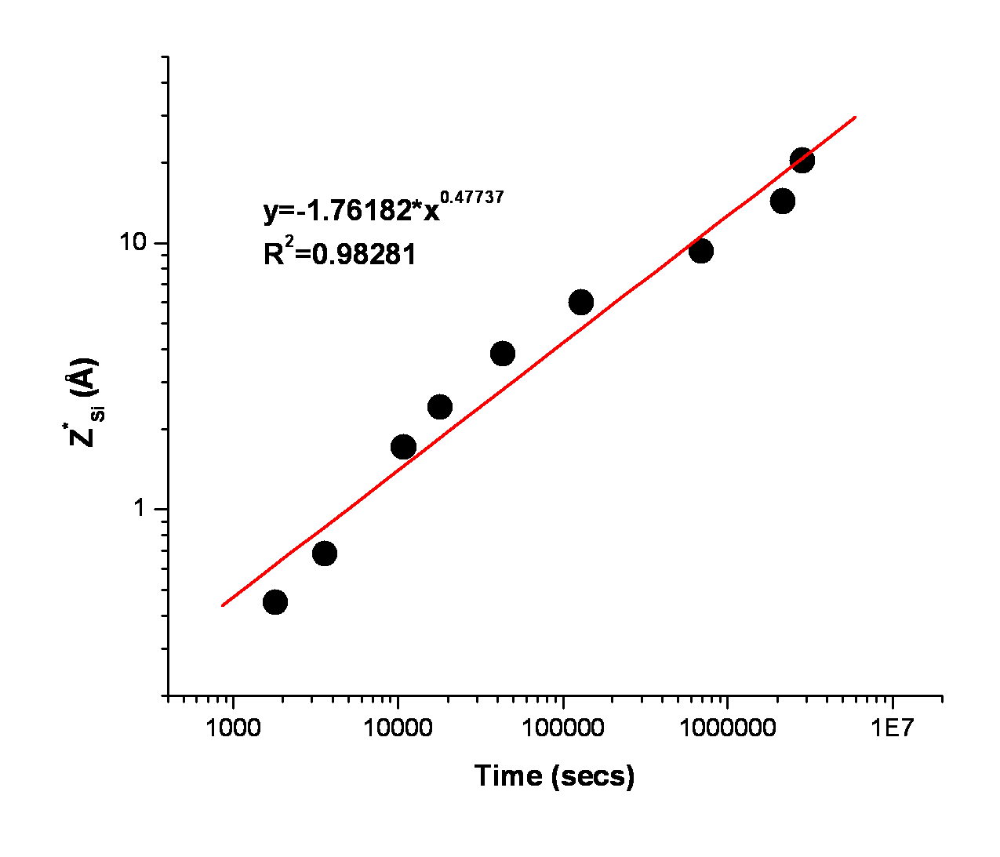 y=-1.76182*x^0.47737
R^2=0.98281
10
1
Z*Si (Å)
1000 10000 100000 1000000 1E7
Time (secs)